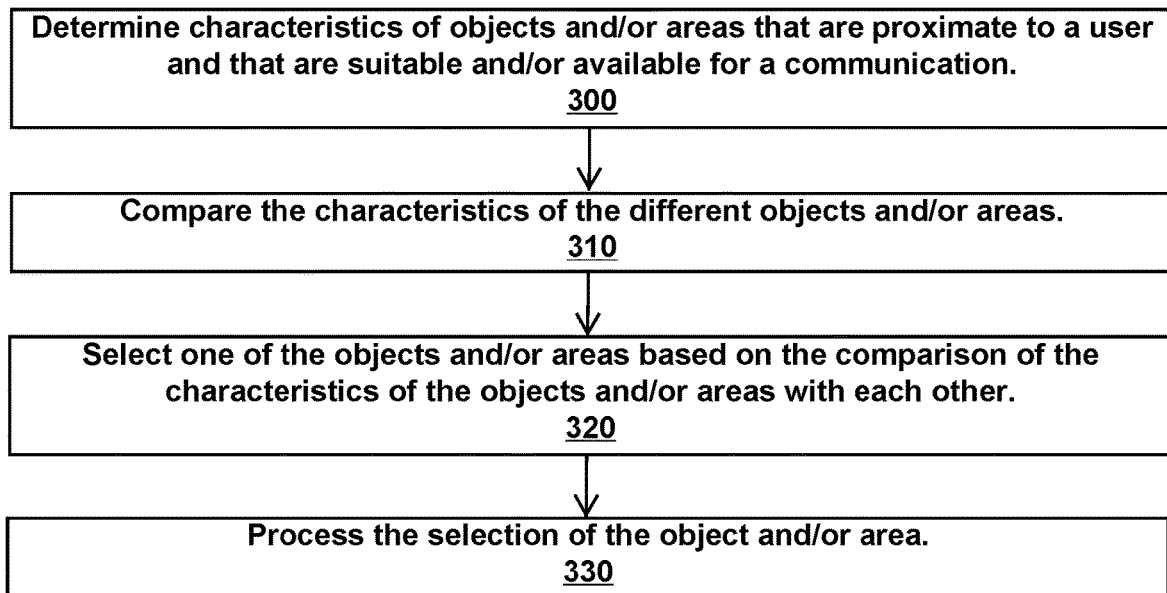 Determine characteristics of objects and/or areas that are proximate to a user
and that are suitable and/or available for a communication.
300
Compare the characteristics of the different objects and/or areas.
310
Select one of the objects and/or areas based on the comparison of the
characteristics of the objects and/or areas with each other.
320
Process the selection of the object and/or area.
330